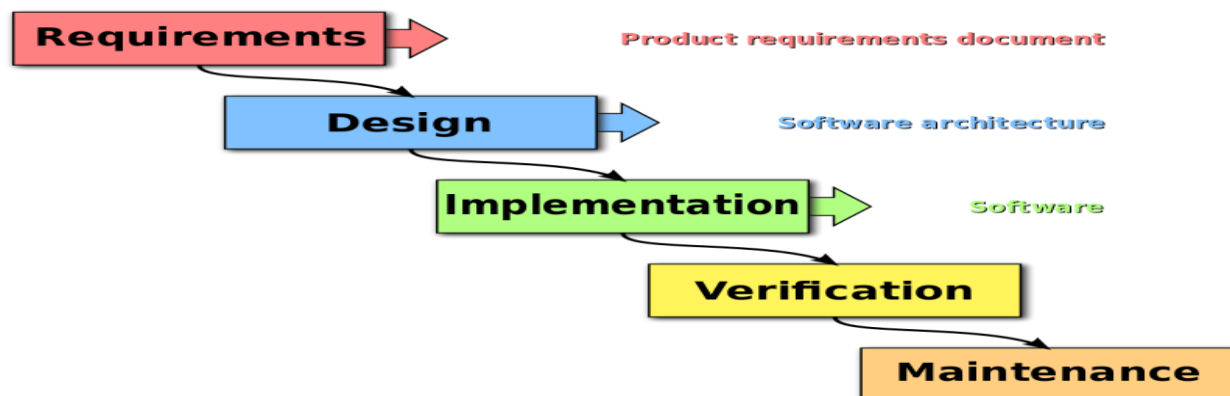 Requirements
Product requirements document
Design
Software architecture
Implementation
Software
Verification
Maintenance